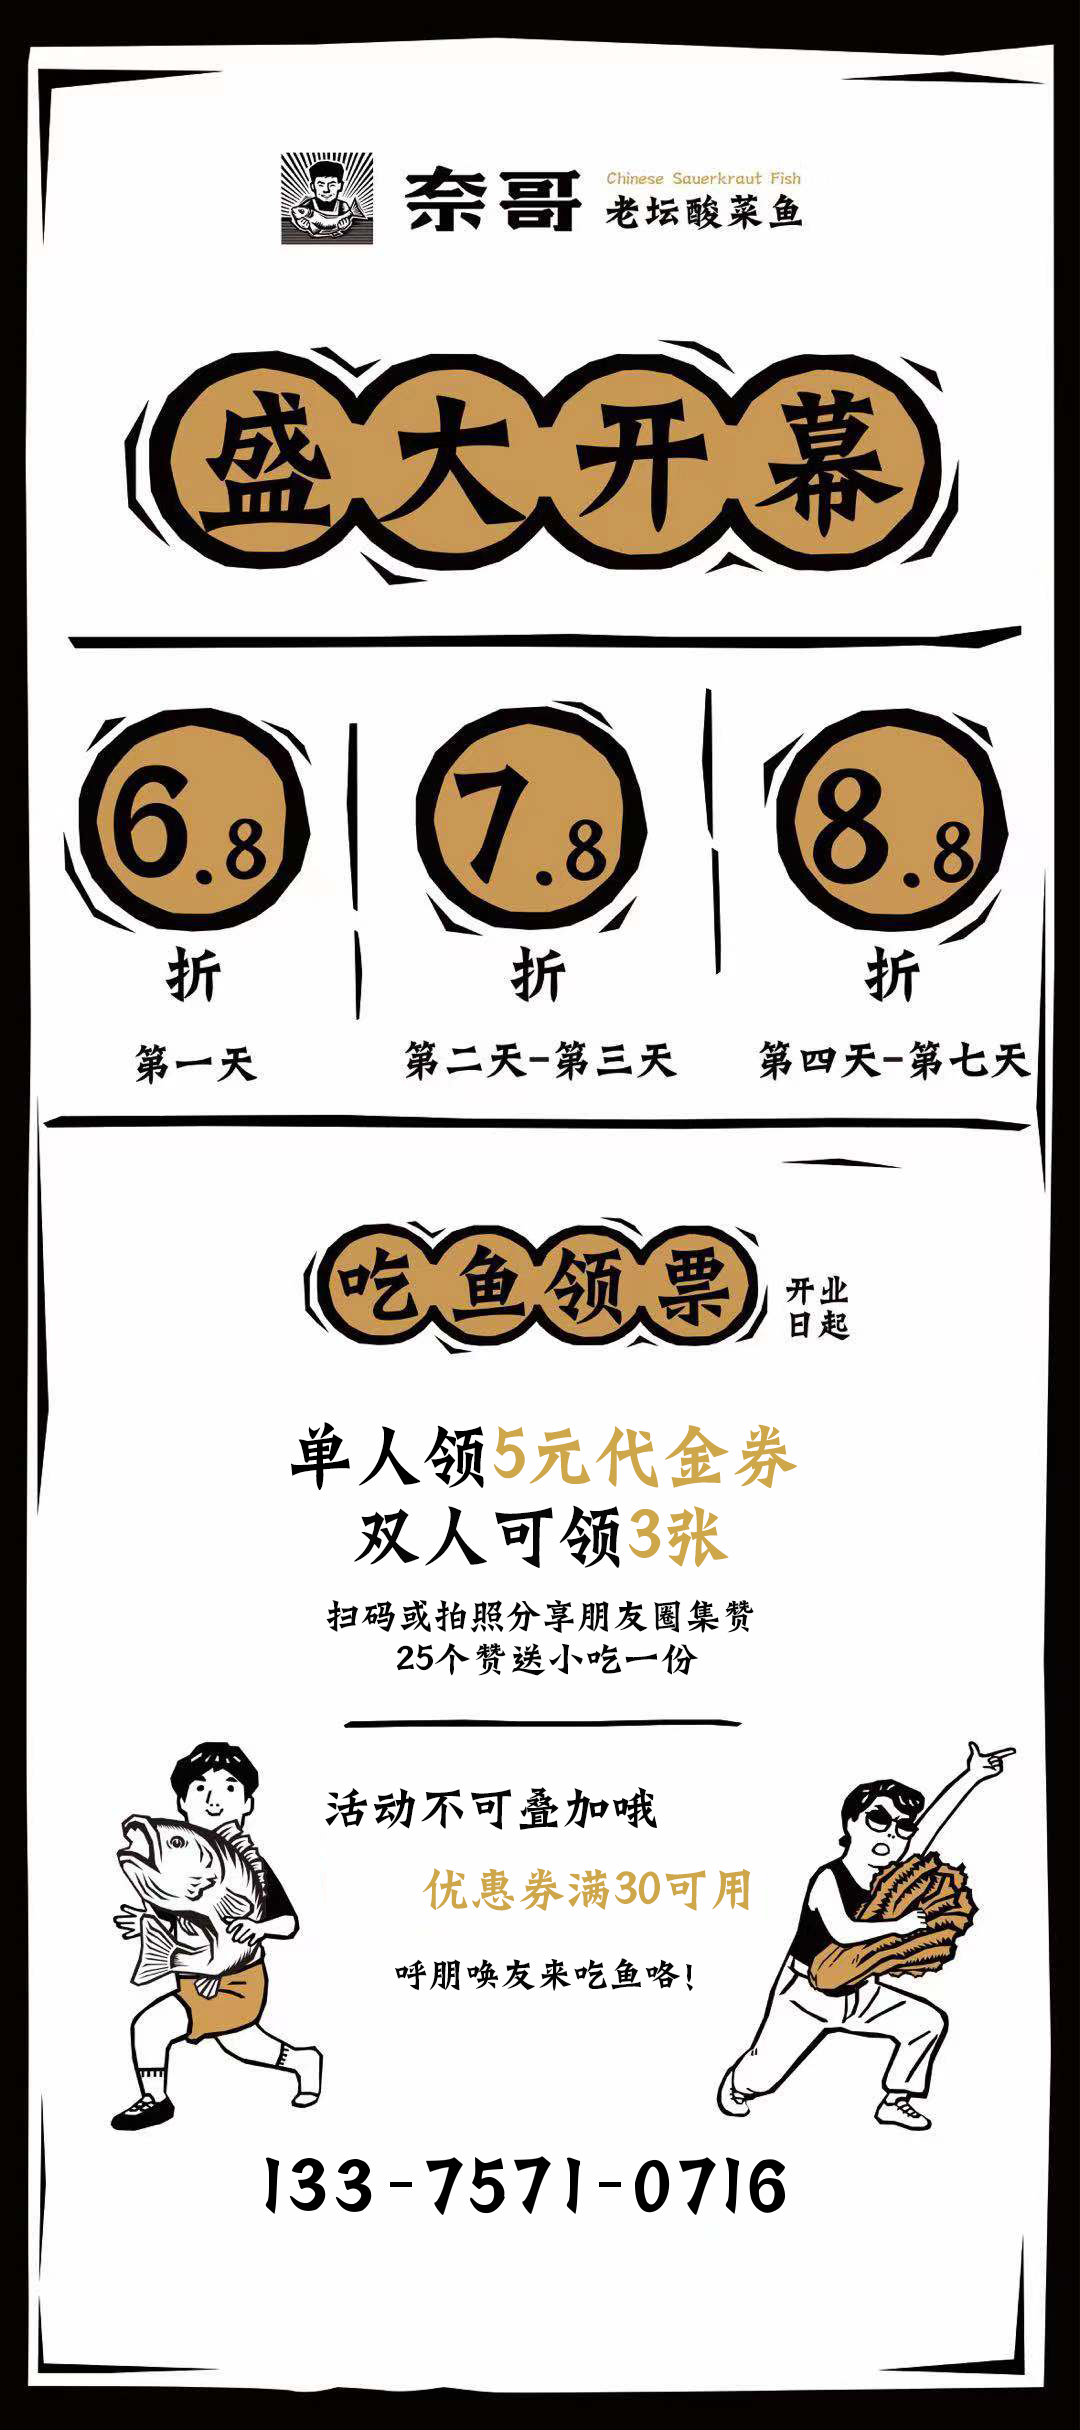 奈哥
Chinese Sauerkraut Fish
老坛酸菜鱼
盛大开幕
6.8
折
第一天
7.8
折
第二天-第三天
8.8
折
第四天-第七天
吃鱼领票
开业
日起
单人领5元代金券
双人可领3张
扫码或拍照分享朋友圈集赞
25个赞送小吃一份
活动不可叠加哦
优惠券满30可用
呼朋唤友来吃鱼咯！
133-7571-0716